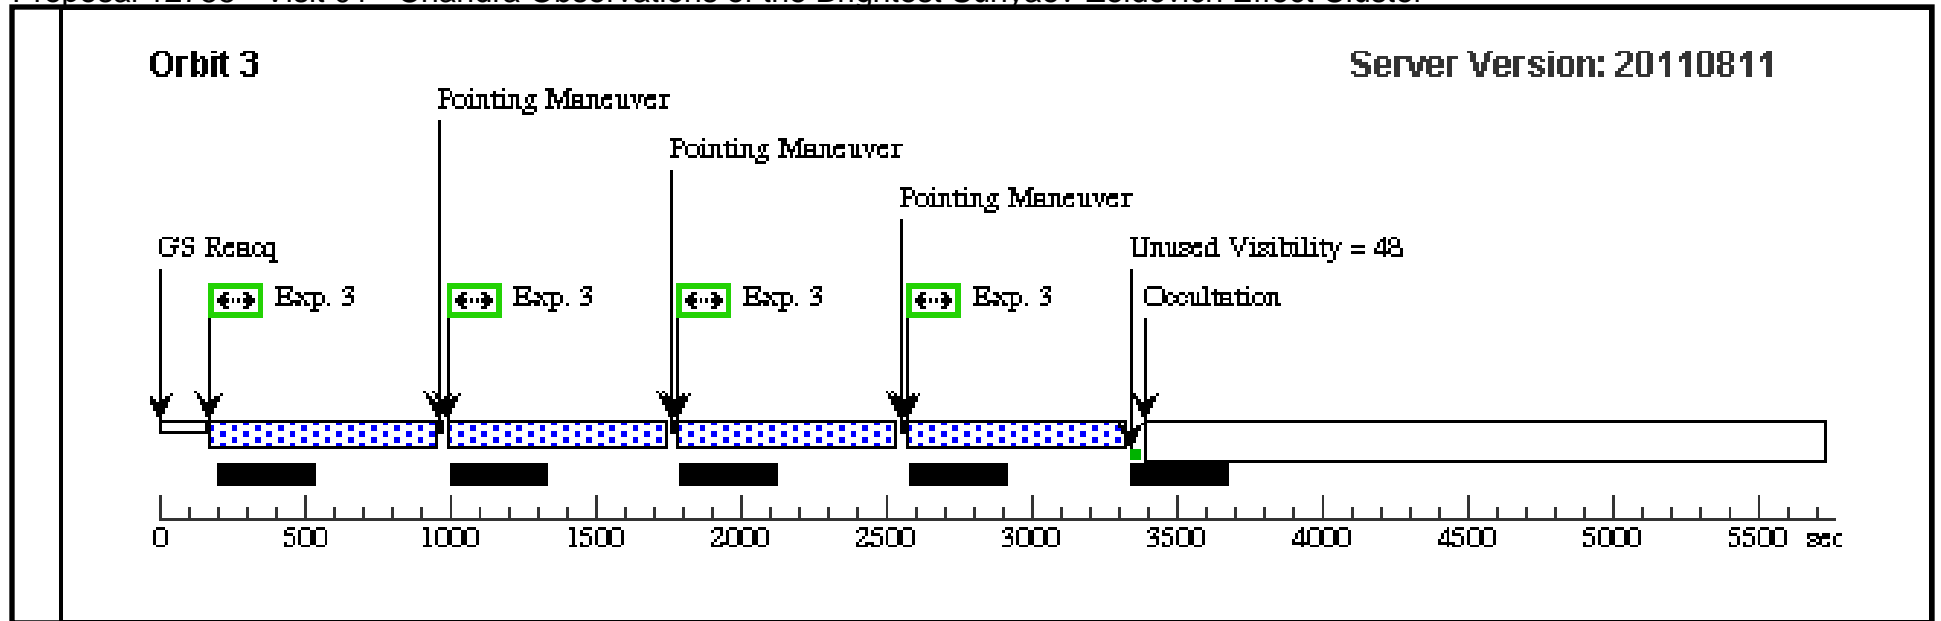 Orbit 3
Server Version: 20110811
Pointing Maneuver
Pointing Maneuver
Pointing Maneuver
GS Reacq
Unused Visibility = 48
Exp. 3
Exp. 3
Exp. 3
Exp. 3
Occultation
0 500 1000 1500 2000 2500 3000 3500 4000 4500 5000 5500 sec